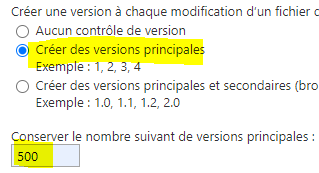 Créer une version à chaque modification d'un fichier
Aucun contrôle de version
Créer des versions principales
Exemple : 1, 2, 3, 4
Créer des versions principales et secondaires (bro
Exemple : 1.0, 1.1, 1.2, 2.0
Conserver le nombre suivant de versions principales :
500